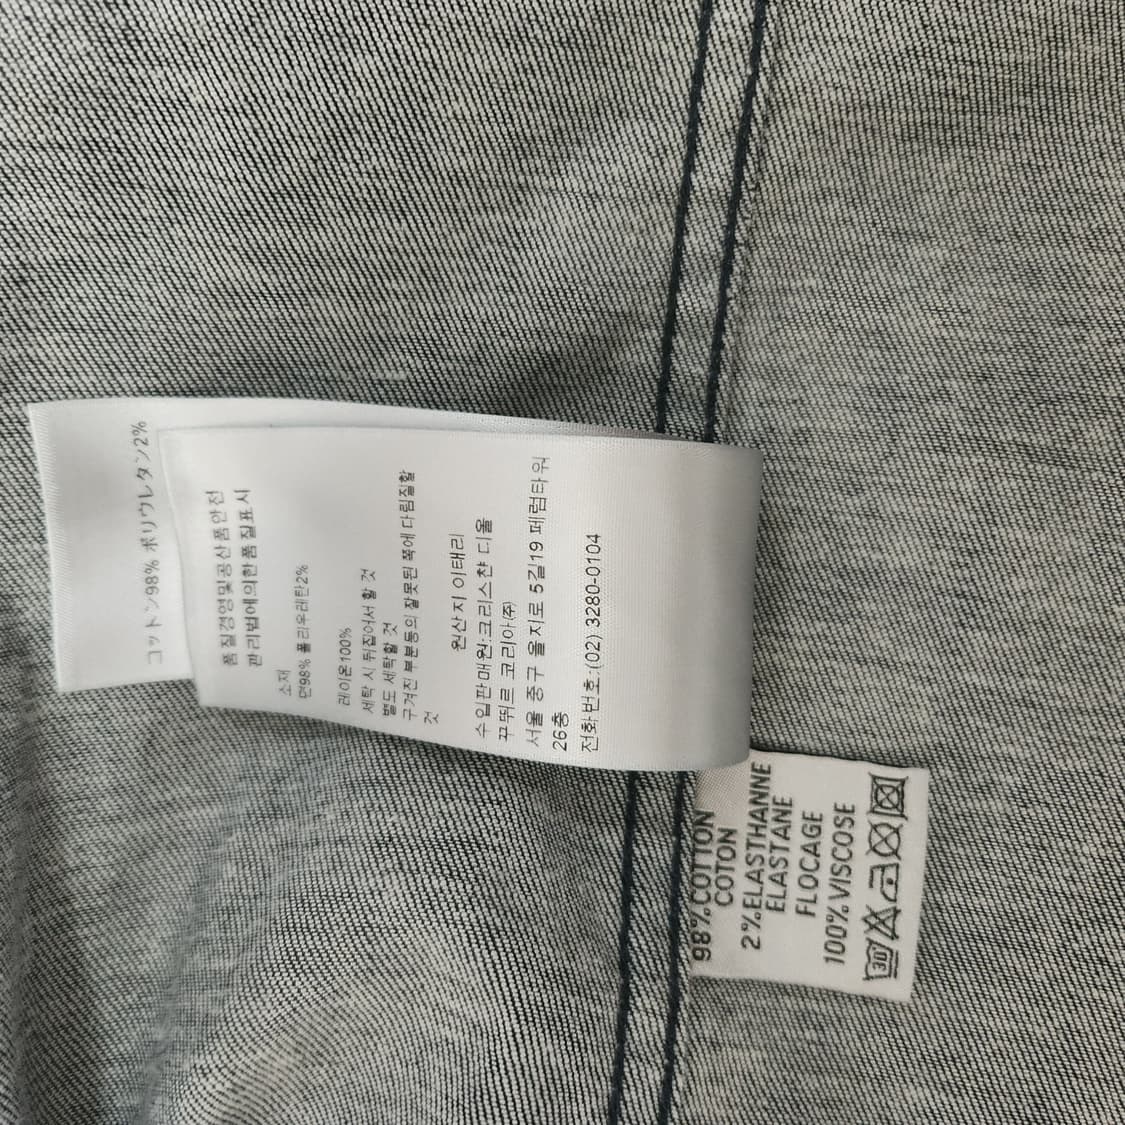 コットン98% ポリウレタン2%
품질경영및공산품안전
관리법에의한품질표시
소재
면98% 폴리우레탄2%
레이온100%
세탁 시 뒤집어서 할 것
별도 세탁할 것
구겨진 부분등의 잘못된 쪽에 다림질할
것
원산지 이태리
수입판매원:크리스챤 디올
꾸뛰르 코리아(주)
서울 중구 을지로 5길19 페럼타워
26층
전화번호:(02) 3280-0104
98%COTTON
COTON
2%ELASTHANNE
ELASTANE
FLOCAGE
100%VISCOSE
30